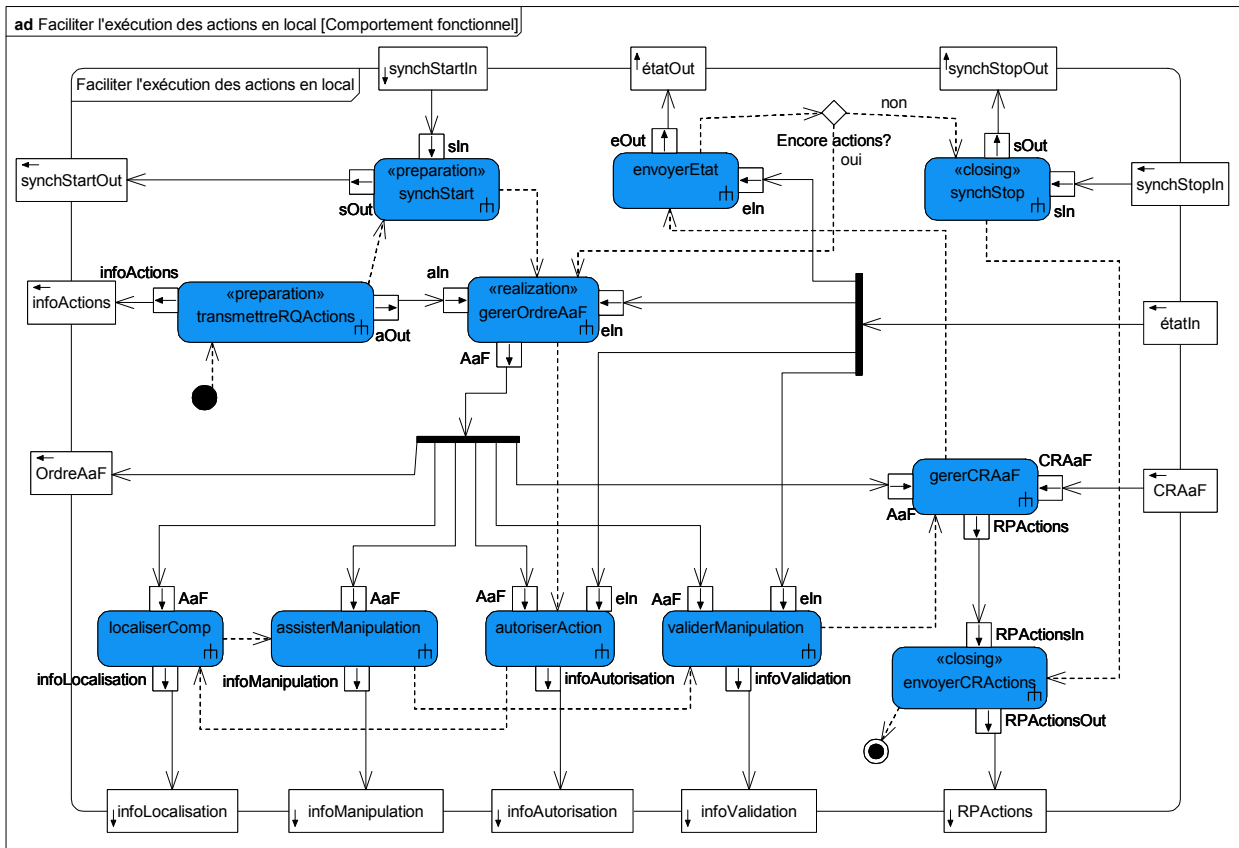 ad Faciliter l'exécution des actions en local [Comportement fonctionnel]
synchStartIn
étatOut
synchStopOut
Faciliter l'exécution des actions en local
non
Encore actions?
oui
sIn
eOut
sOut
synchStartOut
«preparation»
synchStart
sOut
envoyerEtat
eIn
«closing»
synchStop
sIn
synchStopIn
infoActions
infoActions
«preparation»
transmettreRQActions
aOut
aIn
«realization»
gererOrdreAaF
eIn
AaF
étatIn
OrdreAaF
gererCRAaF
CRAaF
AaF
RPActions
CRAaF
AaF
AaF
AaF
eIn
AaF
eIn
localiserComp
assisterManipulation
autoriserAction
validerManipulation
RPActionsIn
infoLocalisation
infoManipulation
infoAutorisation
infoValidation
«closing»
envoyerCRActions
RPActionsOut
infoLocalisation
infoManipulation
infoAutorisation
infoValidation
RPActions